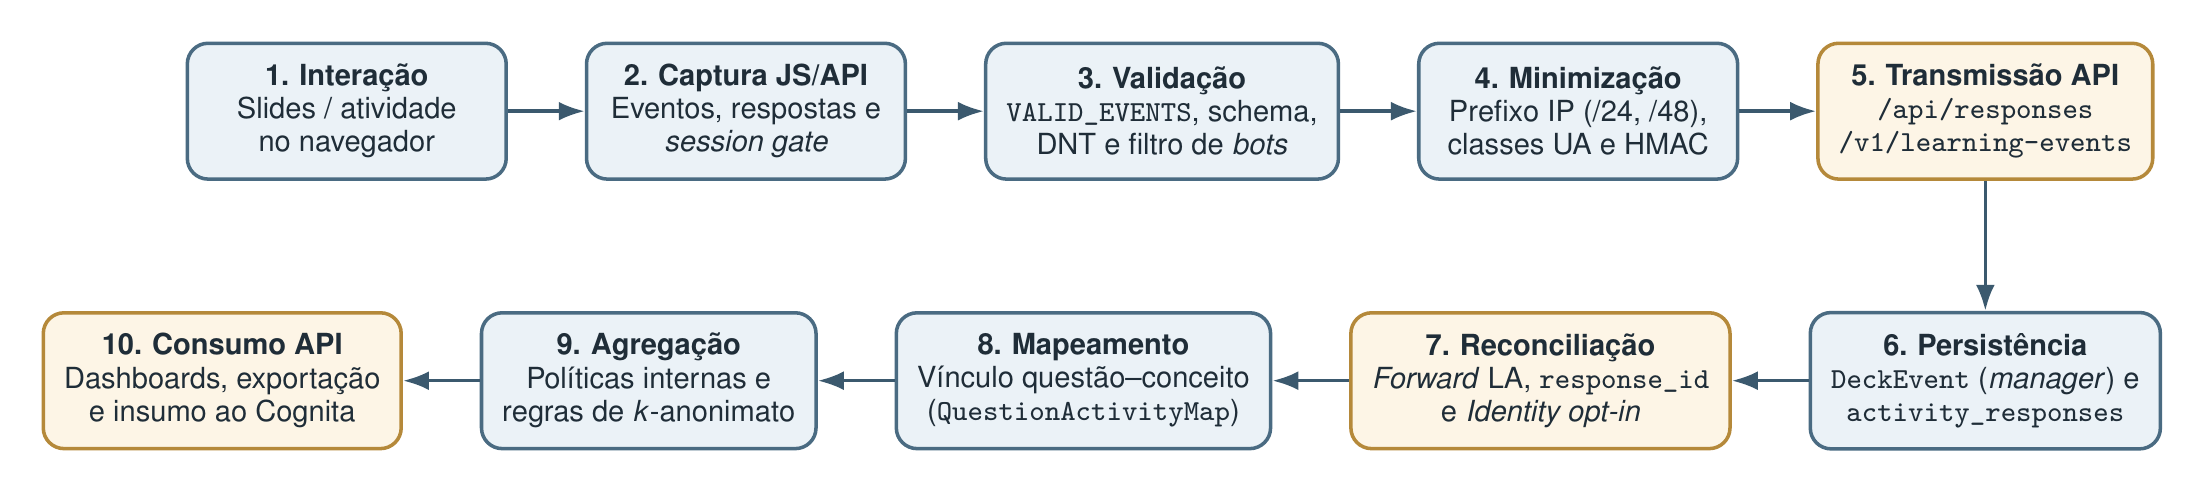 1. Interação
Slides / atividade
no navegador
2. Captura JS/API
Eventos, respostas e
session gate
3. Validação
VALID_EVENTS, schema,
DNT e filtro de bots
4. Minimização
Prefixo IP (/24, /48),
classes UA e HMAC
5. Transmissão API
/api/responses
/v1/learning-events
6. Persistência
DeckEvent (manager) e
activity_responses
7. Reconciliação
Forward LA, response_id
e Identity opt-in
8. Mapeamento
Vínculo questão–conceito
(QuestionActivityMap)
9. Agregação
Políticas internas e
regras de k-anonimato
10. Consumo API
Dashboards, exportação
e insumo ao Cognita